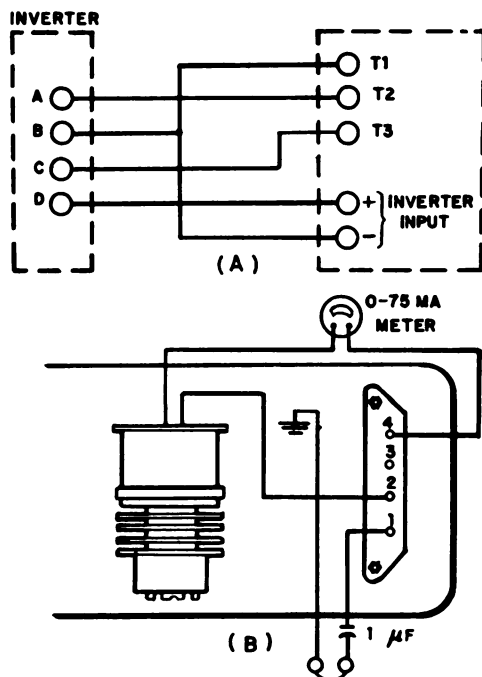 INVERTER
A
B
C
D
T1
T2
T3
+
-
INVERTER
INPUT
(A)
0-75 MA
METER
4
3
2
1
1 µF
(B)